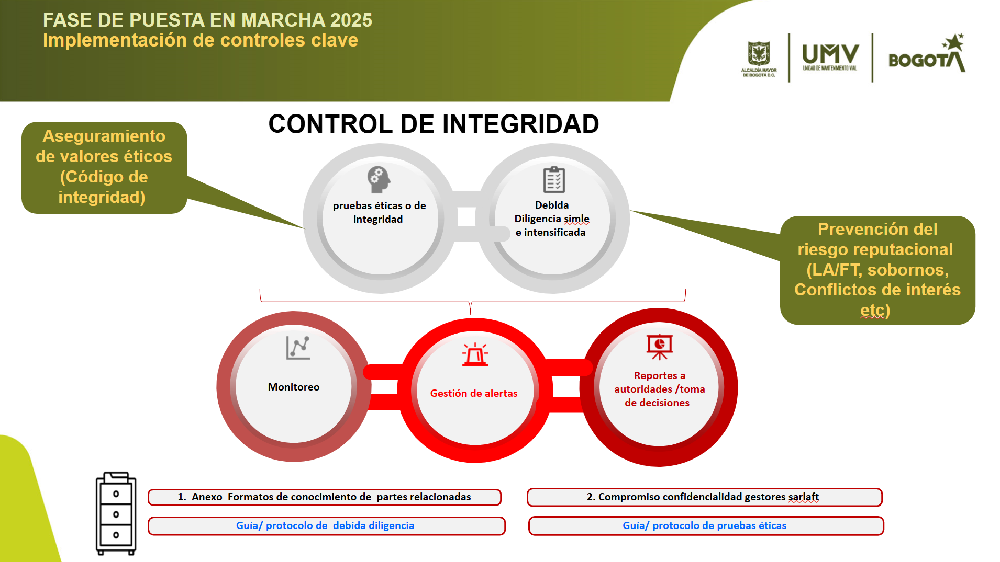 FASE DE PUESTA EN MARCHA 2025
Implementación de controles clave
ALCALDÍA MAYOR
DE BOGOTÁ D.C.
UMV
UNIDAD DE MANTENIMIENTO VIAL
BOGOTÁ
CONTROL DE INTEGRIDAD
Aseguramiento
de valores éticos
(Código de
integridad)
pruebas éticas o de
integridad
Debida
Diligencia simle
e intensificada
Prevención del
riesgo reputacional
(LA/FT, sobornos,
Conflictos de interés
etc)
Monitoreo
Gestión de alertas
Reportes a
autoridades /toma
de decisiones
1.  Anexo  Formatos de conocimiento de  partes relacionadas
2. Compromiso confidencialidad gestores sarlaft
Guía/ protocolo de  debida diligencia
Guía/ protocolo de pruebas éticas